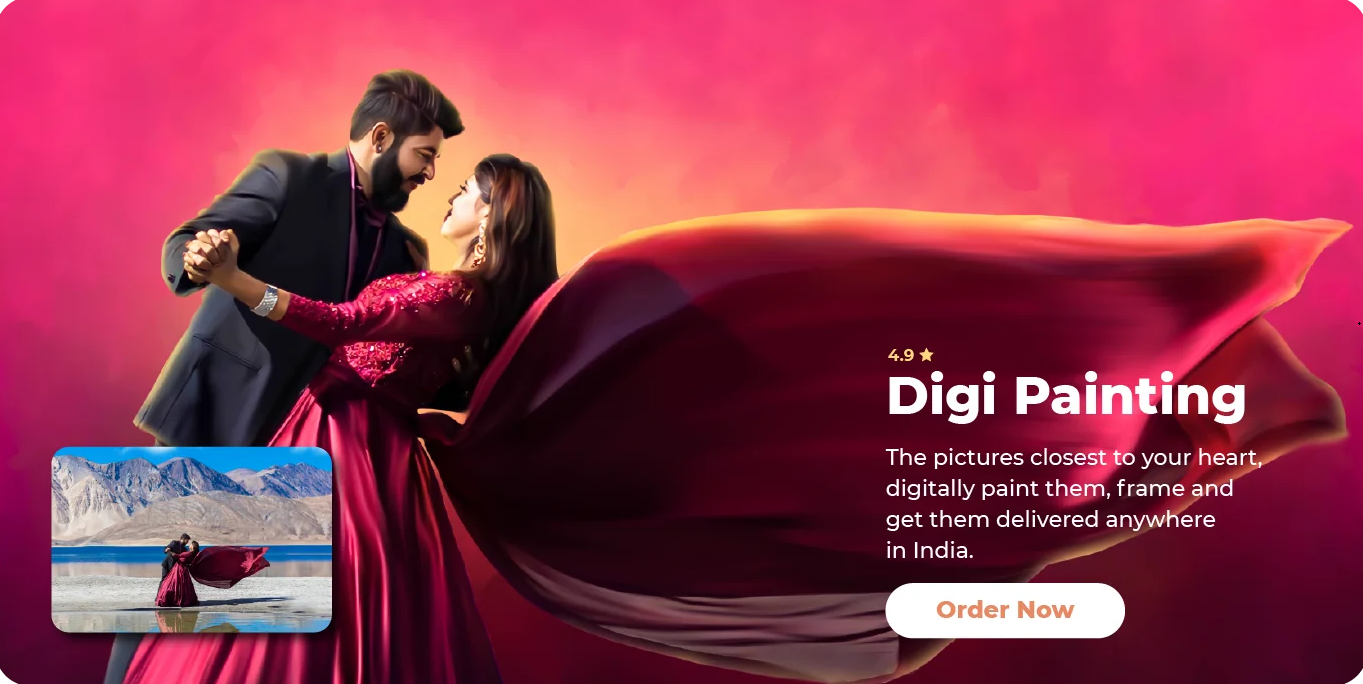 4.9 ★
Digi Painting
The pictures closest to your heart,
digitally paint them, frame and
get them delivered anywhere
in India.
Order Now